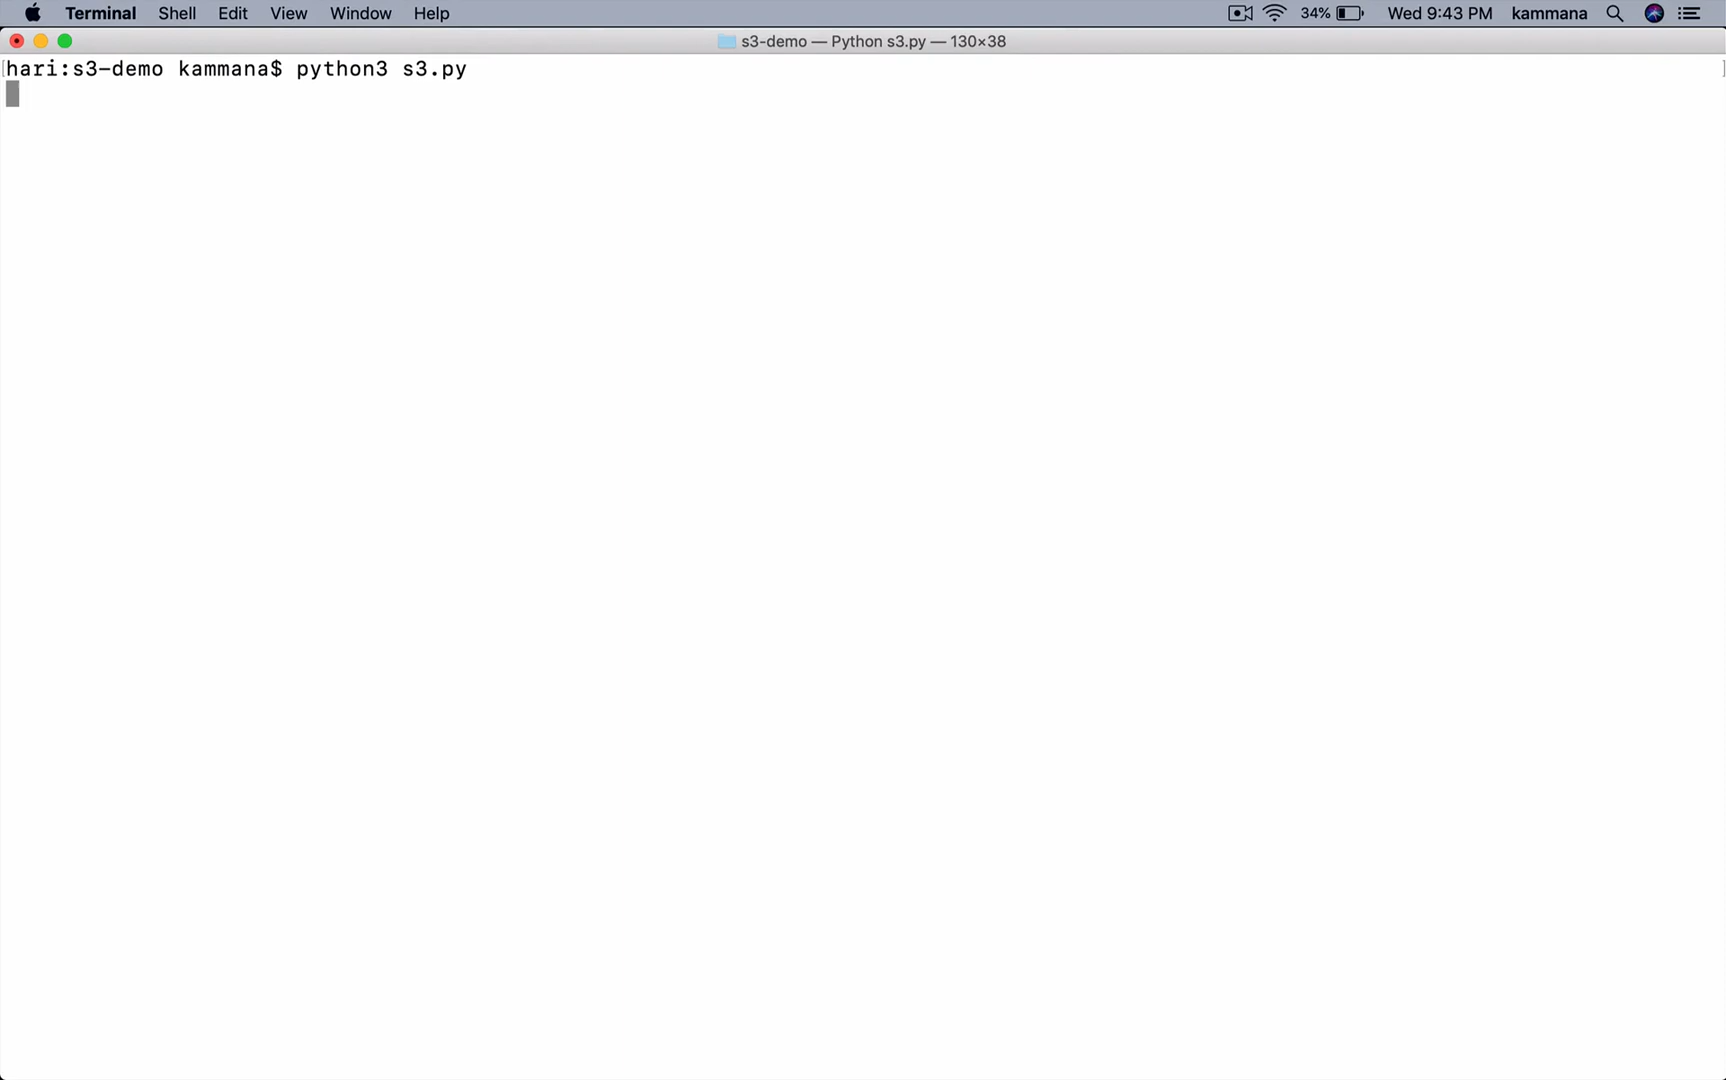 Terminal Shell Edit View Window Help 34% Wed 9:43 PM kammana
s3-demo — Python s3.py — 130×38
hari:s3-demo kammana$ python3 s3.py